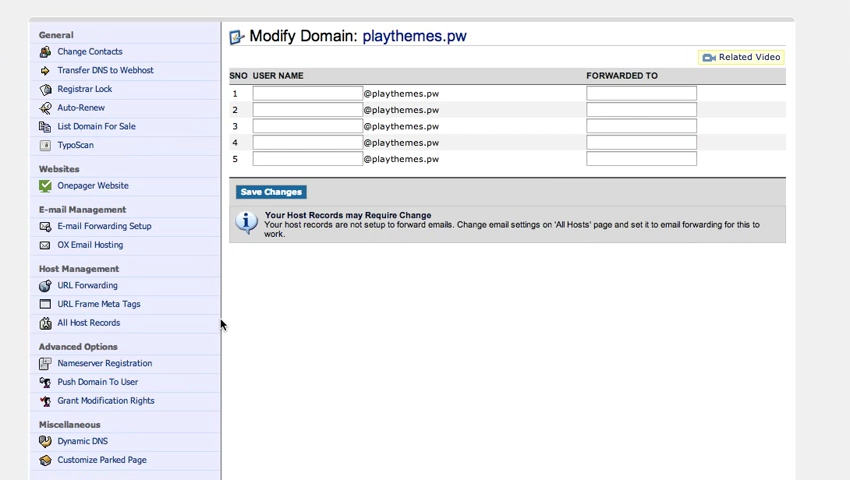 General
Change Contacts
Transfer DNS to Webhost
Registrar Lock
Auto-Renew
List Domain For Sale
TypoScan
Websites
Onepager Website
E-mail Management
E-mail Forwarding Setup
OX Email Hosting
Host Management
URL Forwarding
URL Frame Meta Tags
All Host Records
Advanced Options
Nameserver Registration
Push Domain To User
Grant Modification Rights
Miscellaneous
Dynamic DNS
Customize Parked Page
Modify Domain: playthemes.pw
Related Video
SNO USER NAME FORWARDED TO
1 @playthemes.pw
2 @playthemes.pw
3 @playthemes.pw
4 @playthemes.pw
5 @playthemes.pw
Save Changes
Your Host Records may Require Change
Your host records are not setup to forward emails. Change email settings on 'All Hosts' page and set it to email forwarding for this to
work.